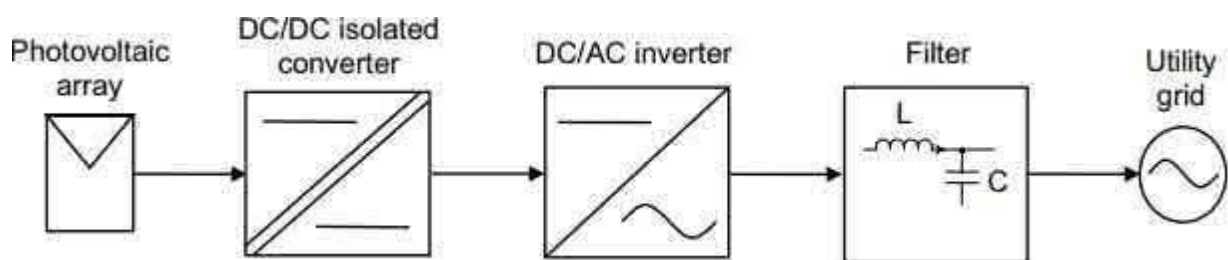 Photovoltaic
array
DC/DC isolated
converter
DC/AC inverter
Filter
L
C
Utility
grid